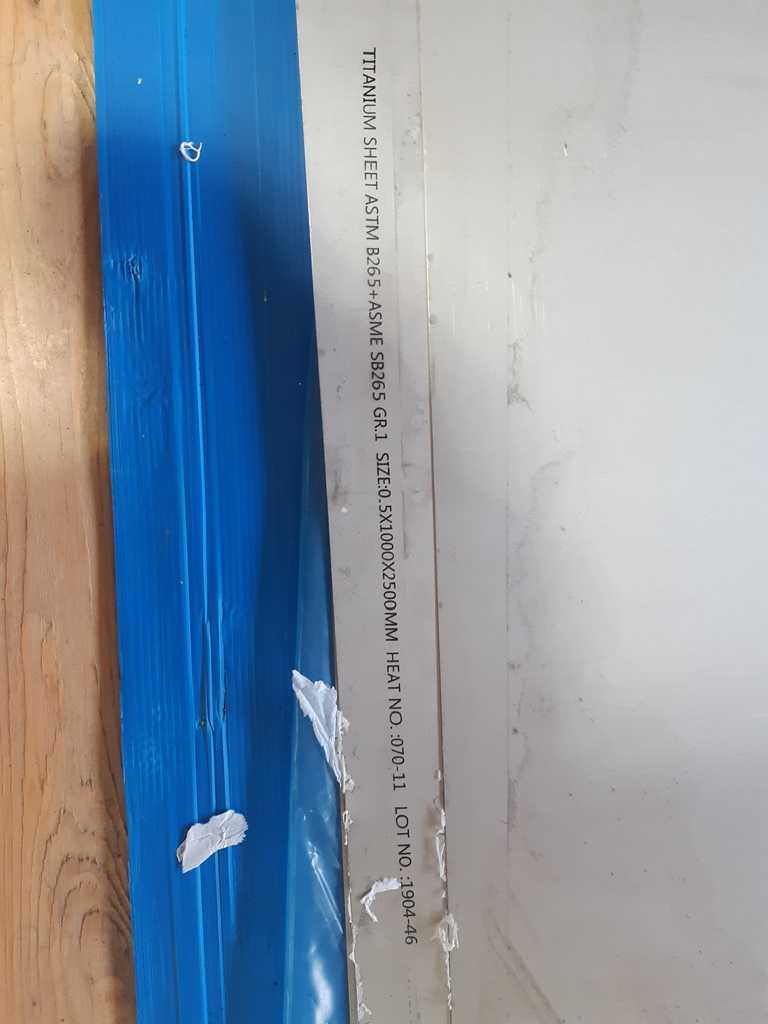 TITANIUM SHEET ASTM B265+ASME SB265 GR.1 SIZE:0.5X1000X2500MM HEAT NO. :070-11 LOT NO. :1904-46